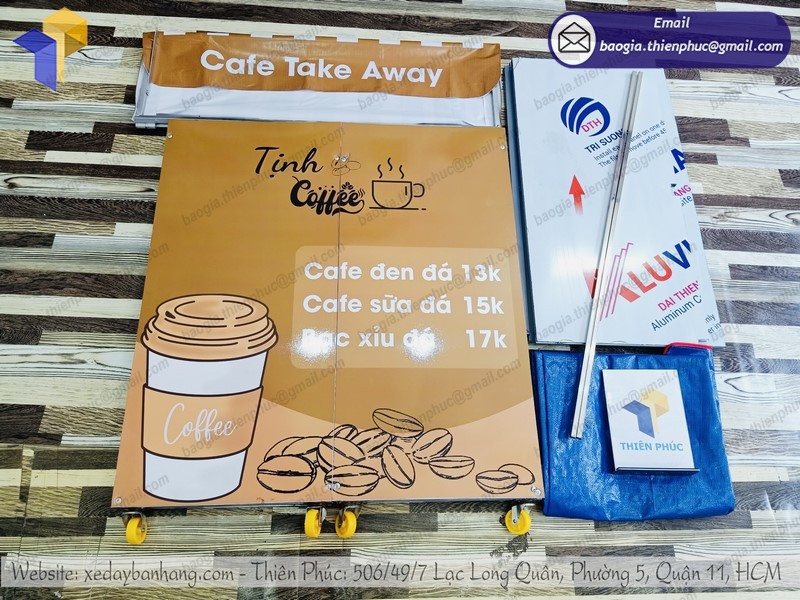 Email
baogia.thienphuc@gmail.com
Cafe Take Away
Tịnh
Coffee
Cafe đen đá 13k
Cafe sữa đá 15k
Bạc xỉu đá 17k
Coffee
DTH
TRI SUONG
Install
ALUV
DAI THIEN
Aluminum
THIÊN PHÚC
Website: xedaybanhang.com - Thiên Phúc: 506/49/7 Lạc Long Quân, Phường 5, Quận 11, HCM